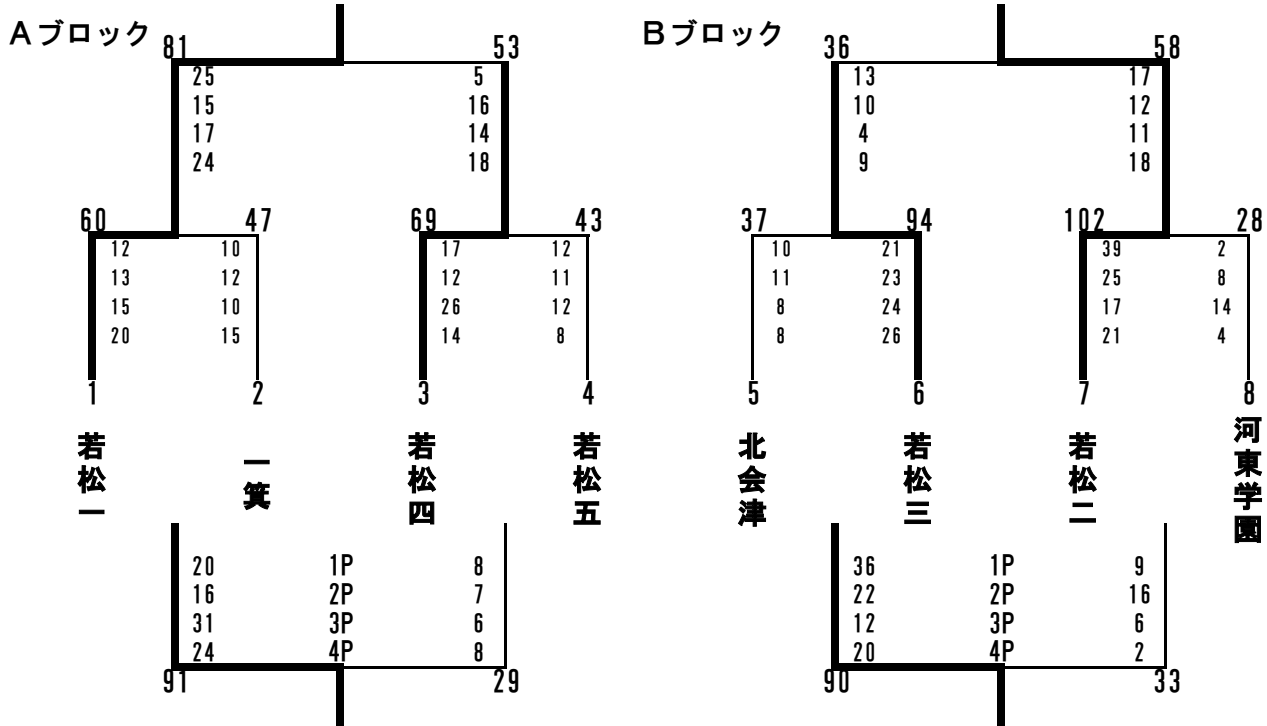 Aブロック
Bブロック
81 53 36 58
25 5 13 17
15 16 10 12
17 14 4 11
24 18 9 18
60 47 69 43 37 94 102 28
12 10 17 12 10 21 39 2
13 12 12 11 11 23 25 8
15 10 26 12 8 24 17 14
20 15 14 8 8 26 21 4
1 2 3 4 5 6 7 8
若松一
一箕
若松四
若松五
北会津
若松三
若松二
河東学園
20 1P 8 36 1P 9
16 2P 7 22 2P 16
31 3P 6 12 3P 6
24 4P 8 20 4P 2
91 29 90 33